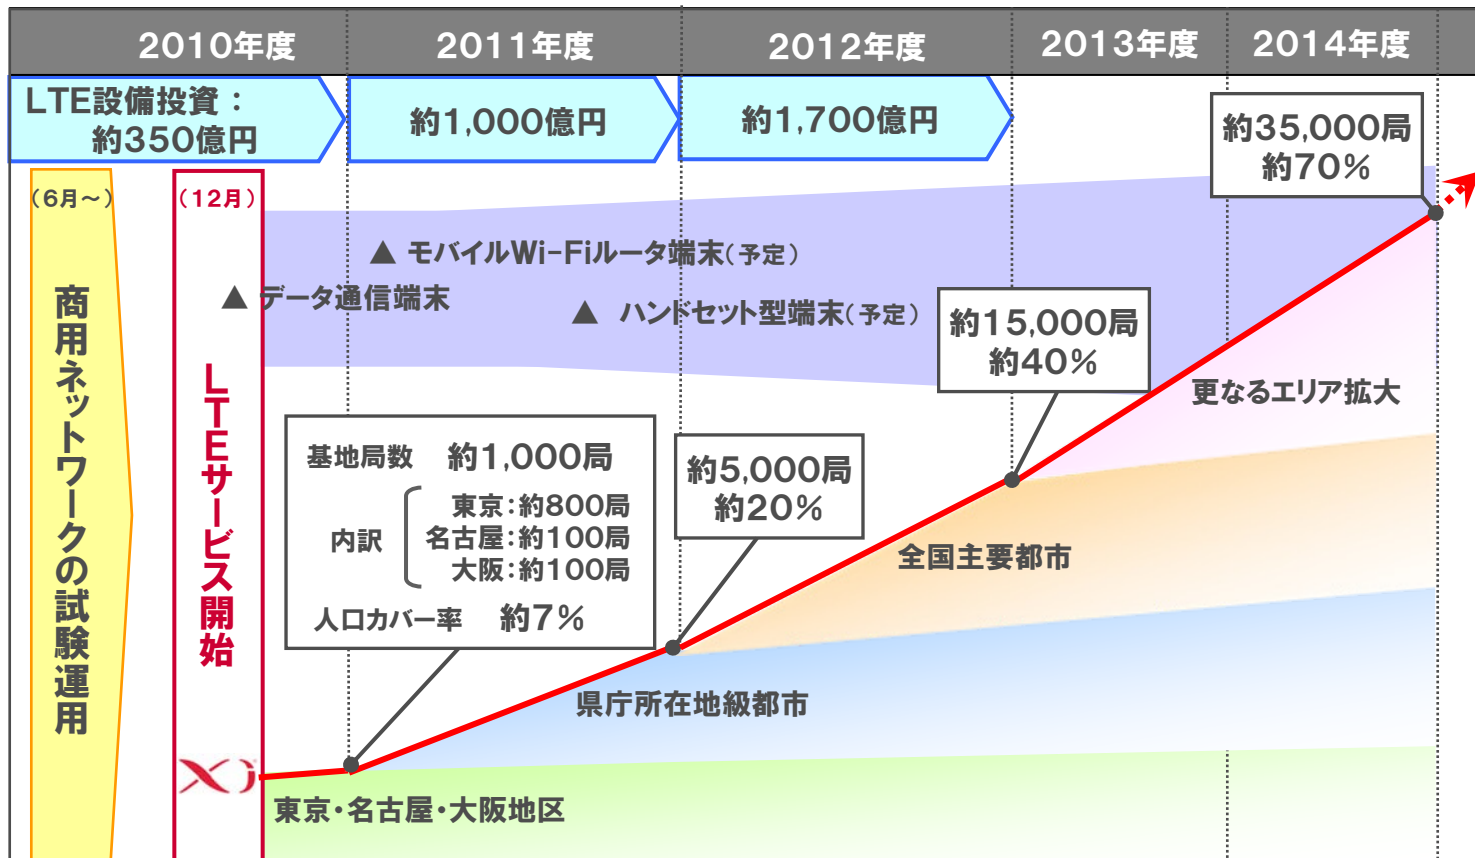 2010年度
2011年度
2012年度
2013年度
2014年度
LTE設備投資：
約350億円
約1,000億円
約1,700億円
約35,000局
約70%
（6月～）
商用ネットワークの試験運用
（12月）
LTEサービス開始
Xi
▲ モバイルWi-Fiルータ端末（予定）
▲ データ通信端末
▲ ハンドセット型端末（予定）
約15,000局
約40%
更なるエリア拡大
基地局数 約1,000局
内訳
東京：約800局
名古屋：約100局
大阪：約100局
人口カバー率 約7%
約5,000局
約20%
全国主要都市
県庁所在地級都市
東京・名古屋・大阪地区